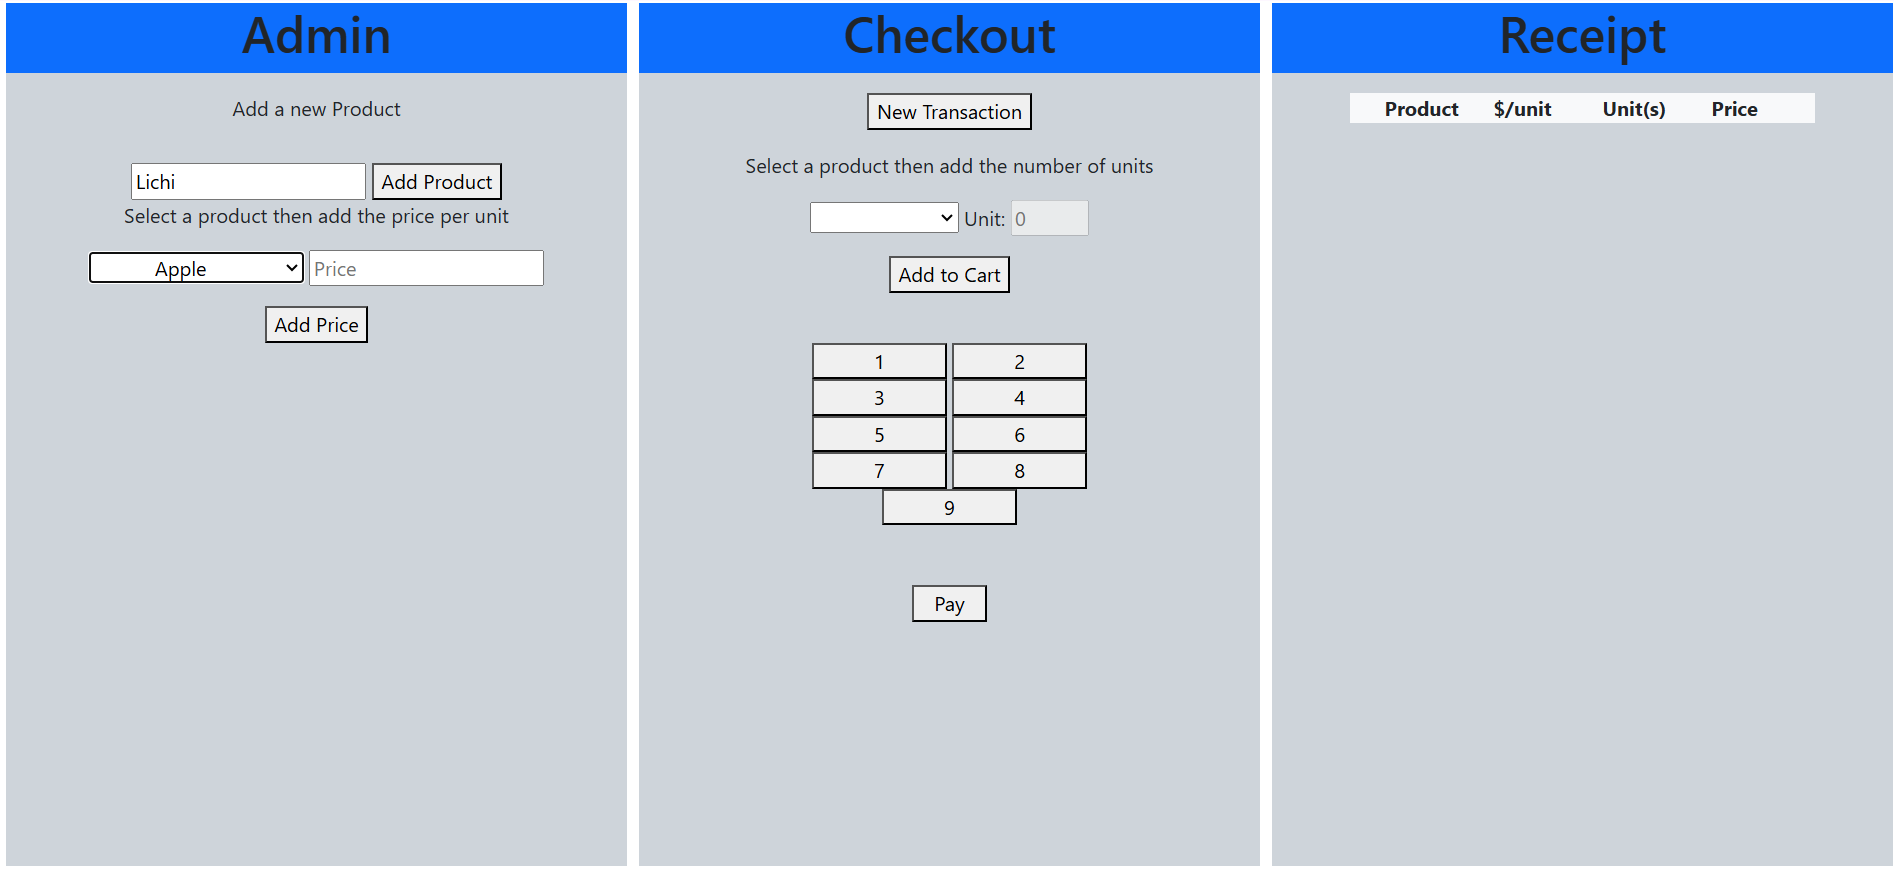 Admin
Add a new Product
Lichi Add Product
Select a product then add the price per unit
Apple Price
Add Price
Checkout
New Transaction
Select a product then add the number of units
Unit: 0
Add to Cart
1 2
3 4
5 6
7 8
9
Pay
Receipt
Product $/unit Unit(s) Price